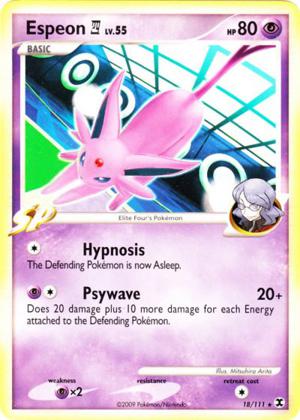 Espeon 4 LV.55 HP 80
BASIC
SP
Elite Four's Pokémon
Hypnosis
The Defending Pokémon is now Asleep.
Psywave 20+
Does 20 damage plus 10 more damage for each Energy
attached to the Defending Pokémon.
Illus. Mitsuhiro Arita
weakness resistance retreat cost
×2
©2009 Pokémon/Nintendo 18/111 ★